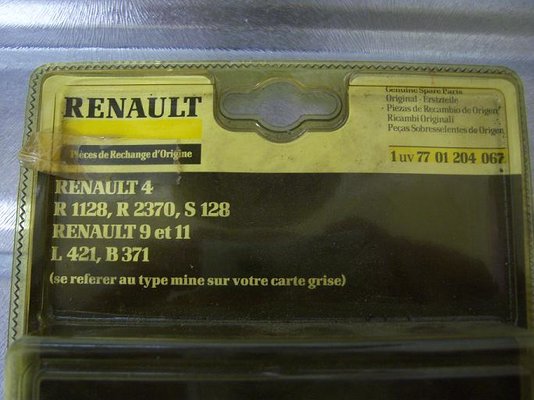 RENAULT
Pièces de Rechange d'Origine
Genuine Spare Parts
Original - Ersatzteile
Piezas de Recambio de Origen
Ricambi Originali
Peças Sobresselentes de Origem
1 uv 77 01 204 067
RENAULT 4
R 1128, R 2370, S 128
RENAULT 9 et 11
L 421, B 371
(se referer au type mine sur votre carte grise)